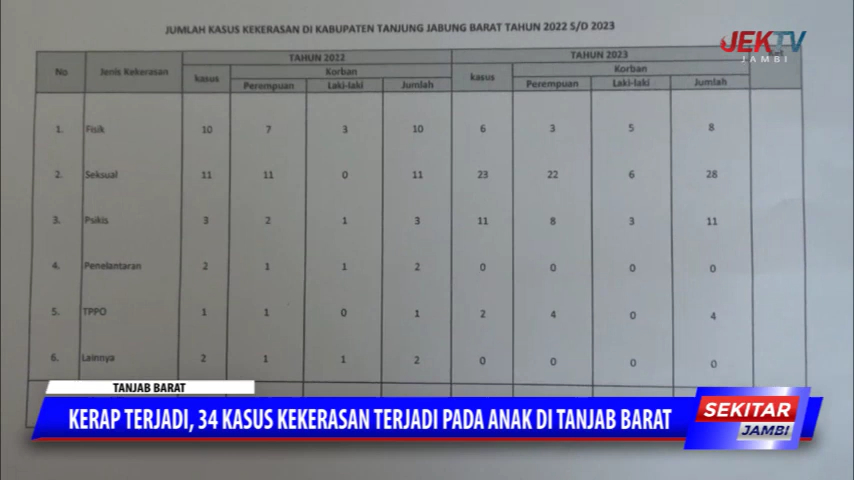 JUMLAH KASUS KEKERASAN DI KABUPATEN TANJUNG JABUNG BARAT TAHUN 2022 S/D 2023
JEKTV
JAMBI
No Jenis Kekerasan TAHUN 2022 TAHUN 2023 Ket
kasus Korban kasus Korban
Perempuan Laki-laki Jumlah Perempuan Laki-laki Jumlah
1. Fisik 10 7 3 10 6 3 5 8
2. Seksual 11 11 0 11 23 22 6 28
3. Psikis 3 2 1 3 11 8 3 11
4. Penelantaran 2 1 1 2 0 0 0 0
5. TPPO 1 1 0 1 2 4 0 4
6. Lainnya 2 1 1 2 0 0 0 0
TANJAB BARAT
KERAP TERJADI, 34 KASUS KEKERASAN TERJADI PADA ANAK DI TANJAB BARAT
SEKITAR
JAMBI